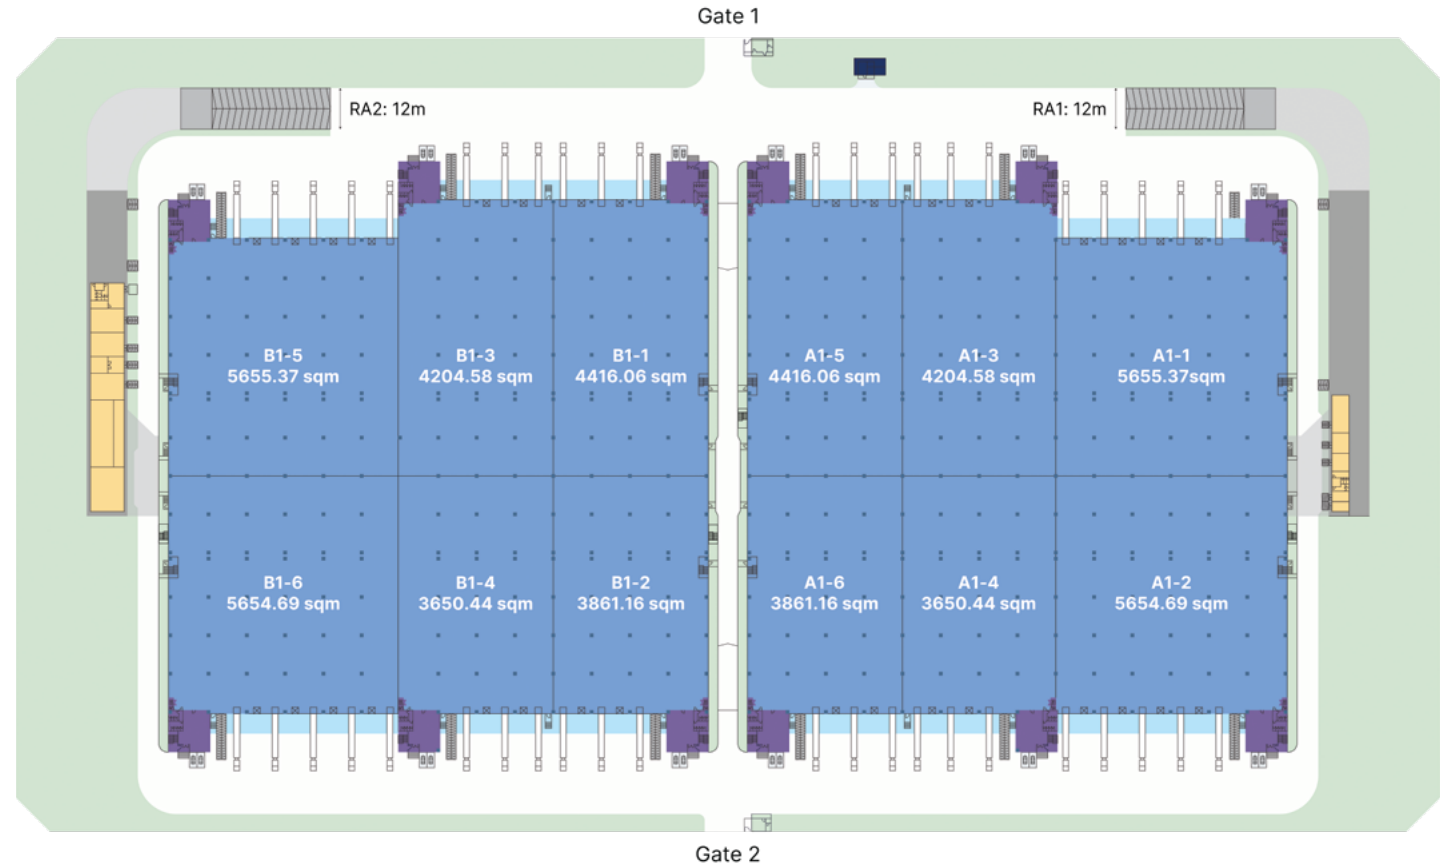 Gate 1
RA2: 12m
RA1: 12m
B1-5
5655.37 sqm
B1-3
4204.58 sqm
B1-1
4416.06 sqm
A1-5
4416.06 sqm
A1-3
4204.58 sqm
A1-1
5655.37sqm
B1-6
5654.69 sqm
B1-4
3650.44 sqm
B1-2
3861.16 sqm
A1-6
3861.16 sqm
A1-4
3650.44 sqm
A1-2
5654.69 sqm
Gate 2